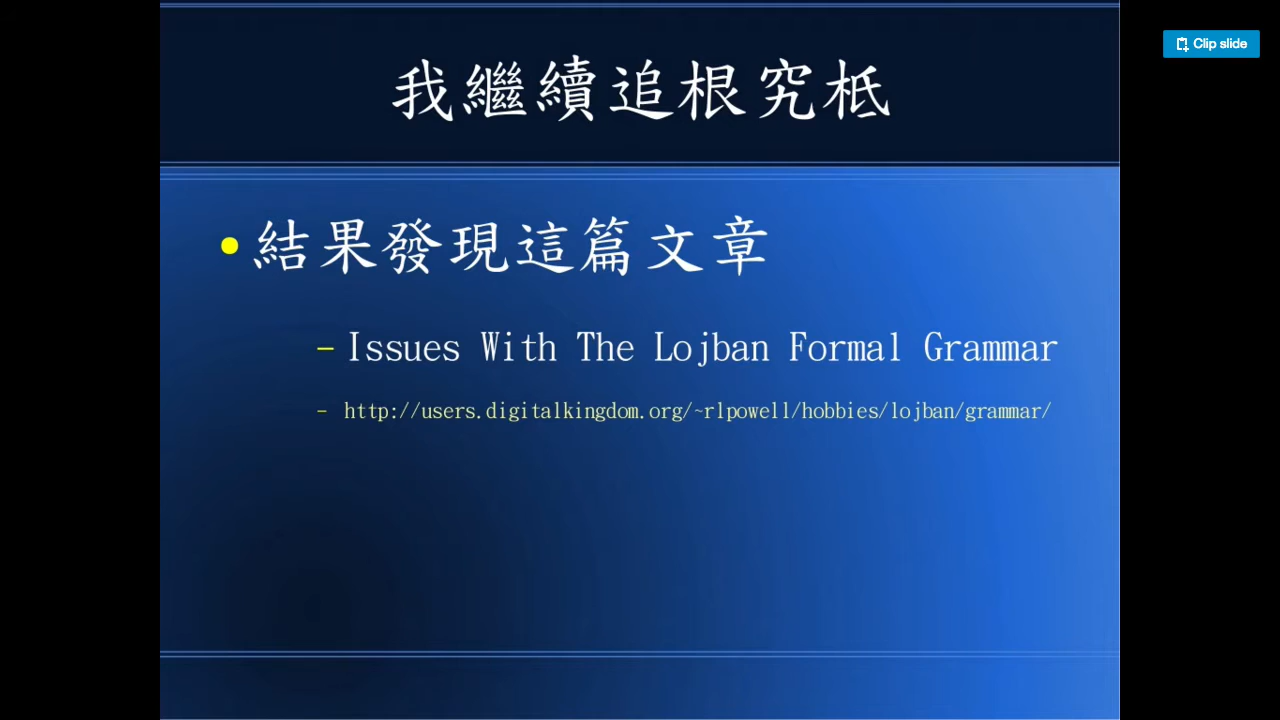 Clip slide
我繼續追根究柢
結果發現這篇文章
– Issues With The Lojban Formal Grammar
– http://users.digitalkingdom.org/~rlpowell/hobbies/lojban/grammar/